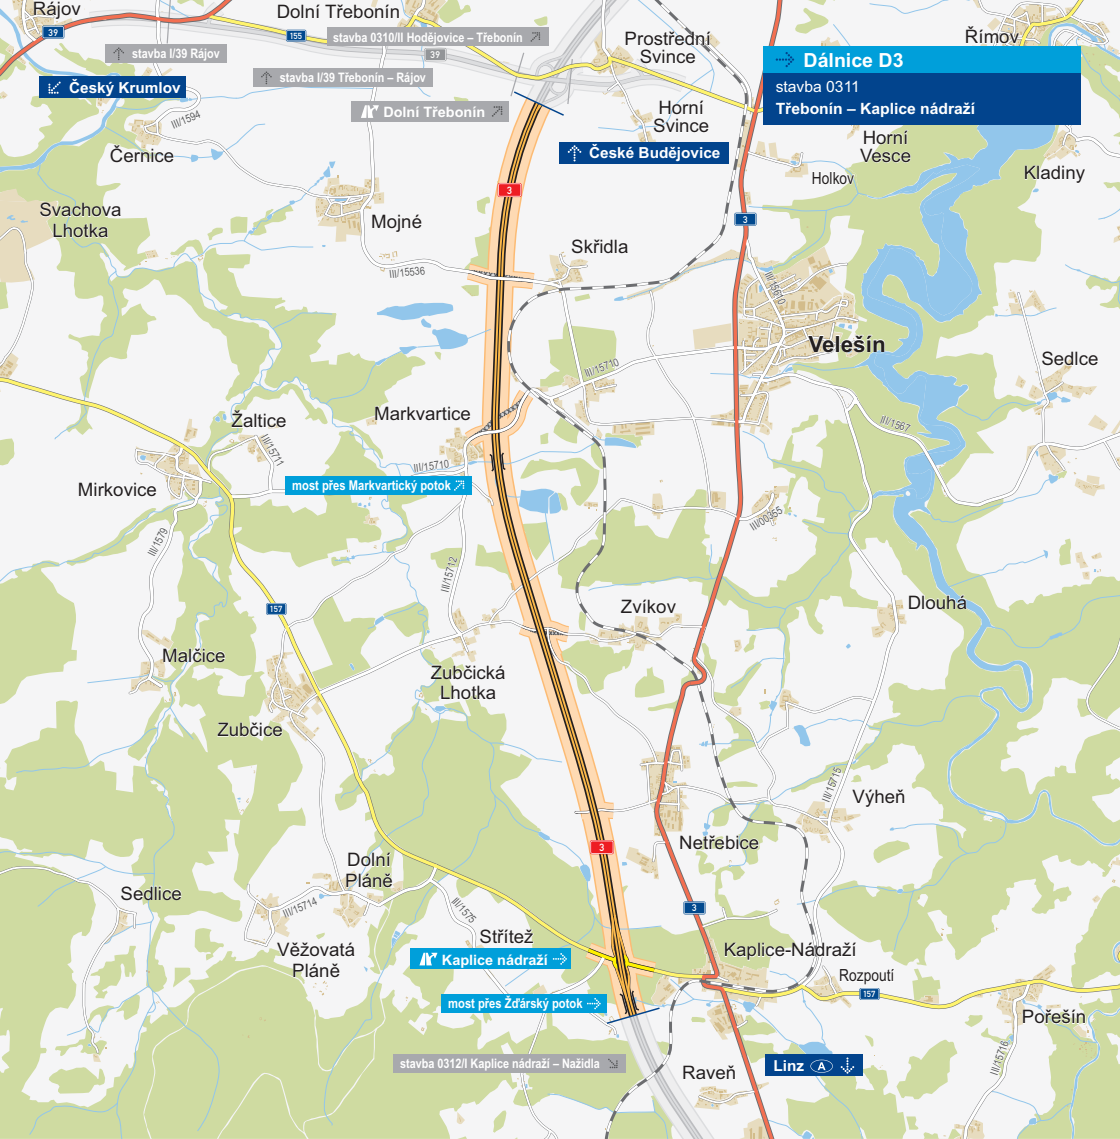 Rájov
39
Dolní Třebonín
155
stavba 0310/II Hodějovice – Třebonín
39
stavba I/39 Rájov
stavba I/39 Třebonín – Rájov
Český Krumlov
Dolní Třebonín
Prostřední
Svince
Římov
Dálnice D3
stavba 0311
Třebonín – Kaplice nádraží
Horní
Svince
České Budějovice
III/1594
Černice
Horní
Vesce
Holkov
Kladiny
3
Svachova
Lhotka
Mojné
3
Skřidla
III/15536
III/15610
Velešín
Sedlce
III/15710
Markvartice
Žaltice
III/15711
III/1567
III/15710
Mirkovice
most přes Markvartický potok
III/00355
III/1579
III/15712
157
Zvíkov
Dlouhá
Malčice
Zubčická
Lhotka
Zubčice
III/15715
Výheň
3
Netřebice
Dolní
Pláně
Sedlice
III/15714
III/1575
3
Střítež
Věžovatá
Pláně
Kaplice nádraží
Kaplice-Nádraží
Rozpoutí
157
most přes Žďárský potok
Pořešín
III/15716
stavba 0312/I Kaplice nádraží – Nažidla
Raveň
Linz A